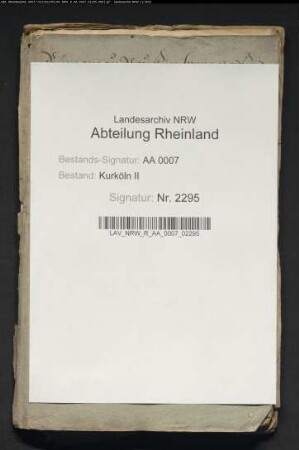 Landesarchiv NRW
Abteilung Rheinland
Bestands-Signatur: AA 0007
Bestand: Kurköln II
Signatur: Nr. 2295
LAV_NRW_R_AA_0007_02295